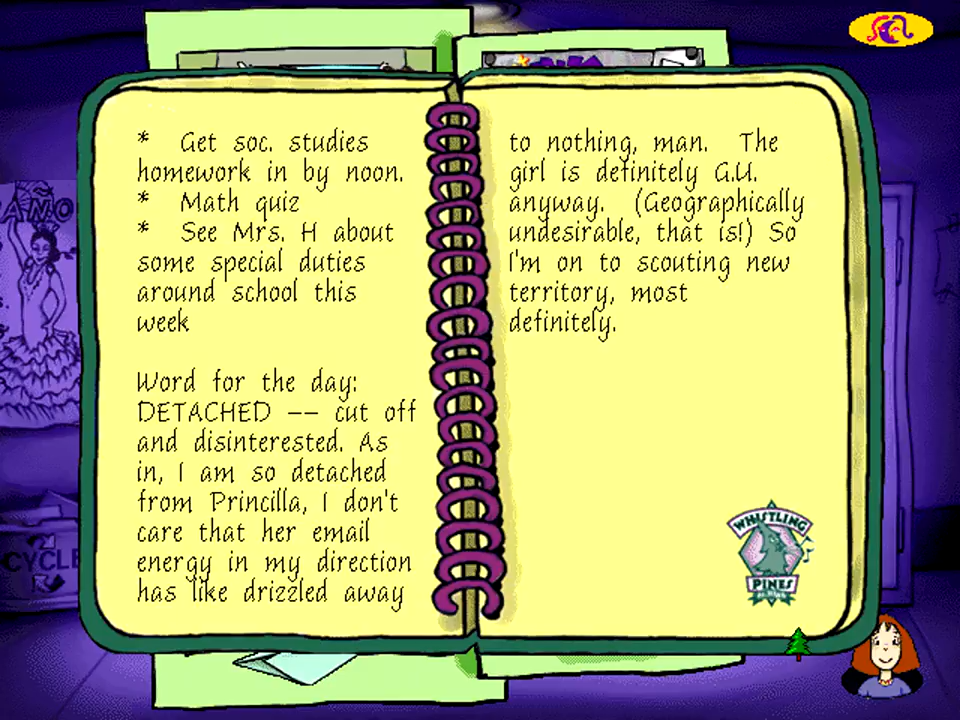 * Get soc. studies
homework in by noon.
* Math quiz
* See Mrs. H about
some special duties
around school this
week
Word for the day:
DETACHED -- cut off
and disinterested. As
in, I am so detached
from Princilla, I don't
care that her email
energy in my direction
has like drizzled away
to nothing, man. The
girl is definitely G.U.
anyway. (Geographically
undesirable, that is!) So
I'm on to scouting new
territory, most
definitely.
WHISTLING
PINES
ANO
CYCLE